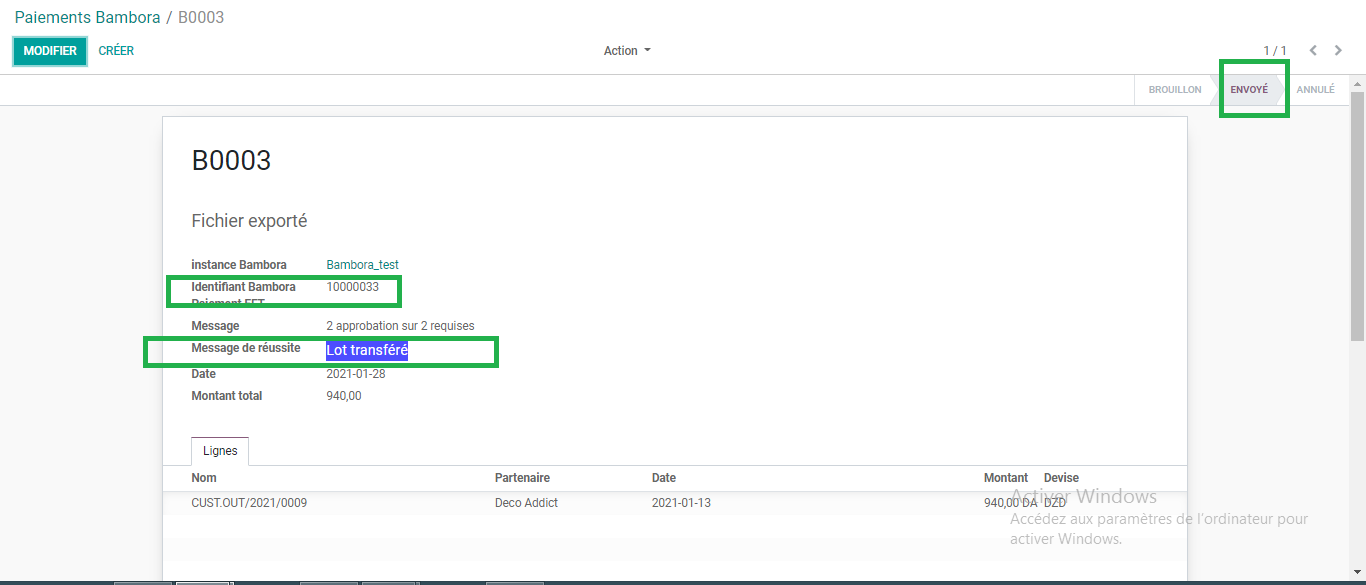 Paiements Bambora / B0003
MODIFIER CRÉER Action 1 / 1
BROUILLON ENVOYÉ ANNULÉ
B0003
Fichier exporté
instance Bambora Bambora_test
Identifiant Bambora 10000033
Paiement EFT
Message 2 approbation sur 2 requises
Message de réussite Lot transféré
Date 2021-01-28
Montant total 940,00
Lignes
Nom Partenaire Date Montant Devise
CUST.OUT/2021/0009 Deco Addict 2021-01-13 940,00 DA DZD
Activer Windows
Accédez aux paramètres de l'ordinateur pour
activer Windows.